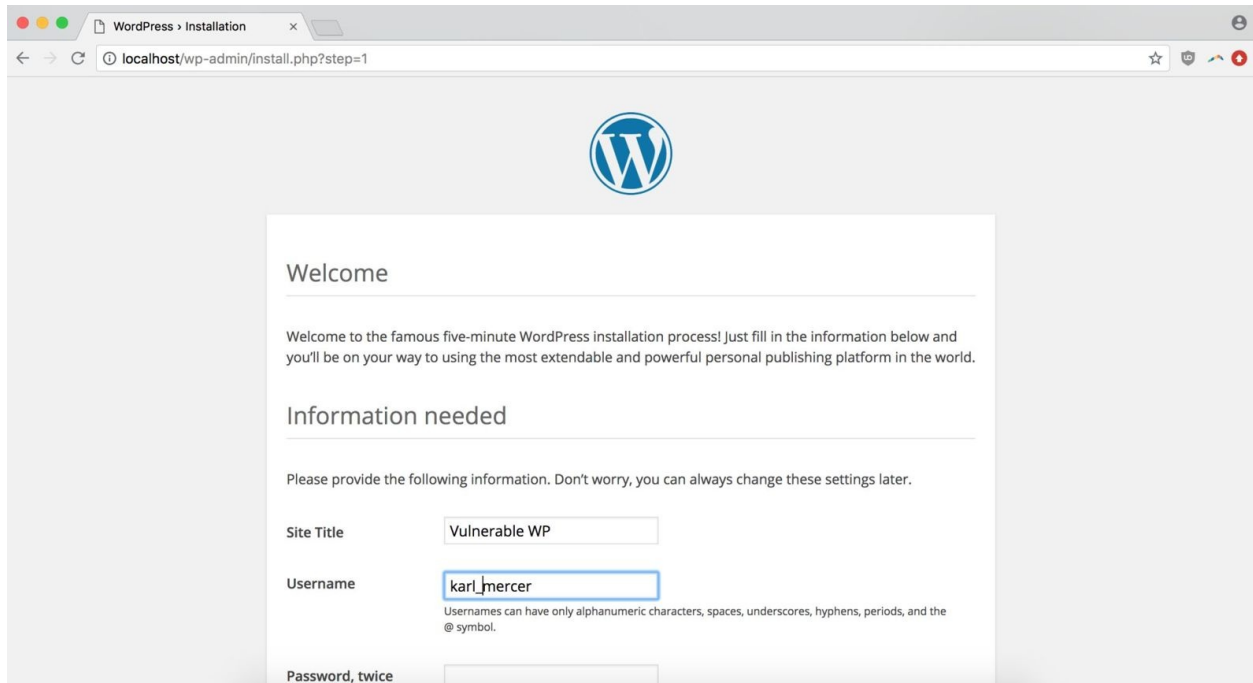 WordPress › Installation
localhost/wp-admin/install.php?step=1
Welcome
Welcome to the famous five-minute WordPress installation process! Just fill in the information below and
you’ll be on your way to using the most extendable and powerful personal publishing platform in the world.
Information needed
Please provide the following information. Don’t worry, you can always change these settings later.
Site Title
Vulnerable WP
Username
karl_mercer
Usernames can have only alphanumeric characters, spaces, underscores, hyphens, periods, and the
@ symbol.
Password, twice